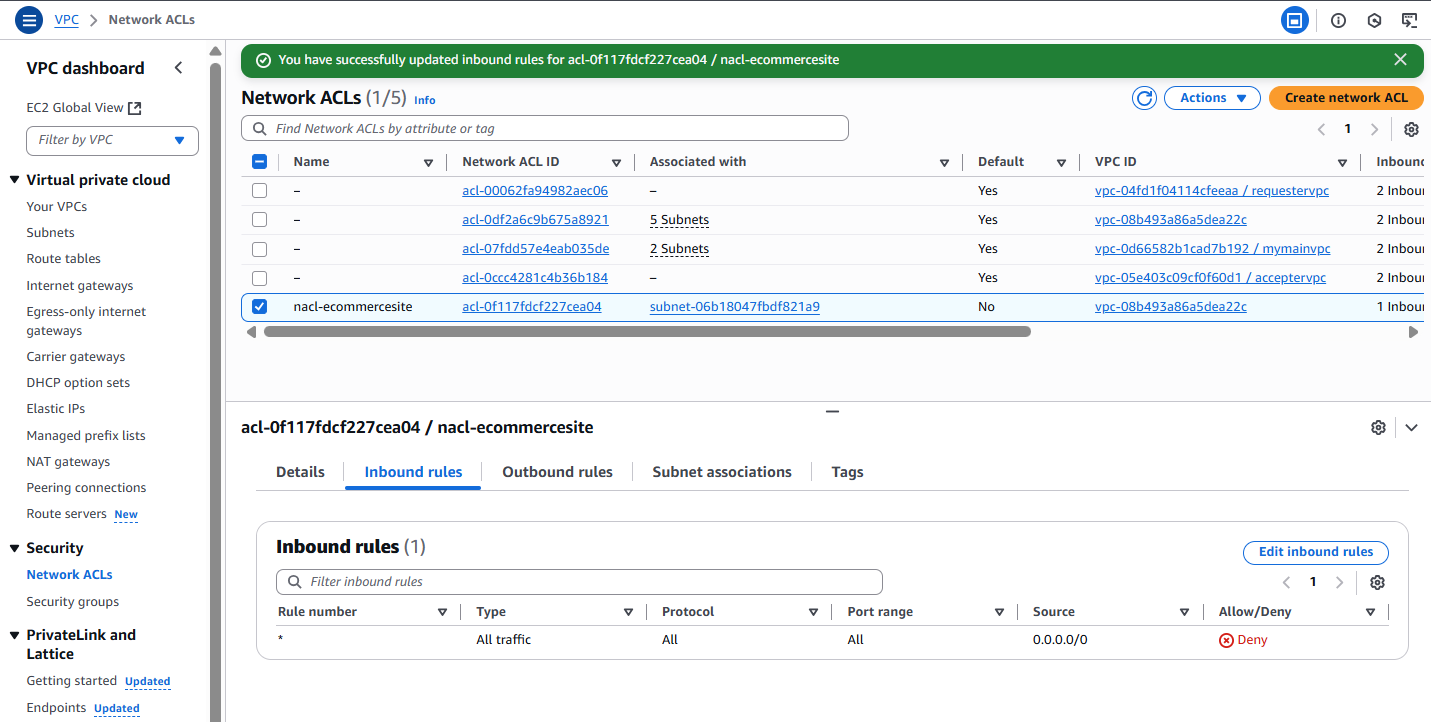 VPC > Network ACLs
VPC dashboard
EC2 Global View
Filter by VPC
Virtual private cloud
Your VPCs
Subnets
Route tables
Internet gateways
Egress-only internet
gateways
Carrier gateways
DHCP option sets
Elastic IPs
Managed prefix lists
NAT gateways
Peering connections
Route servers New
Security
Network ACLs
Security groups
PrivateLink and
Lattice
Getting started Updated
Endpoints Updated
You have successfully updated inbound rules for acl-0f117fdcf227cea04 / nacl-ecommercesite
Network ACLs (1/5) Info
Actions
Create network ACL
Find Network ACLs by attribute or tag
1
Name Network ACL ID Associated with Default VPC ID Inbound
– acl-00062fa94982aec06 – Yes vpc-04fd1f04114cfeeaa / requestervpc 2 Inbour
– acl-0df2a6c9b675a8921 5 Subnets Yes vpc-08b493a86a5dea22c 2 Inbour
– acl-07fdd57e4eab035de 2 Subnets Yes vpc-0d66582b1cad7b192 / mymainvpc 2 Inbour
– acl-0ccc4281c4b36b184 – Yes vpc-05e403c09cf0f60d1 / acceptervpc 2 Inbour
nacl-ecommercesite acl-0f117fdcf227cea04 subnet-06b18047fbdf821a9 No vpc-08b493a86a5dea22c 1 Inbour
acl-0f117fdcf227cea04 / nacl-ecommercesite
Details Inbound rules Outbound rules Subnet associations Tags
Inbound rules (1)
Edit inbound rules
Filter inbound rules
1
Rule number Type Protocol Port range Source Allow/Deny
* All traffic All All 0.0.0.0/0 Deny